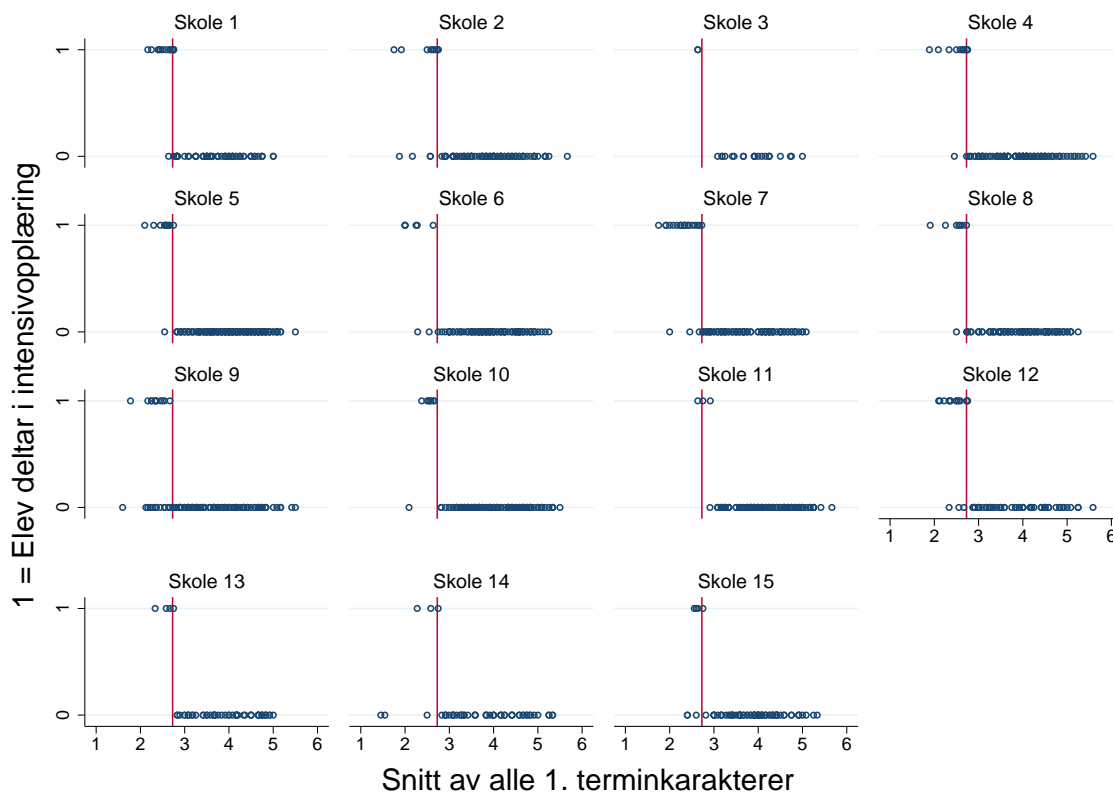 1 = Elev deltar i intensivopplæring
Skole 1
Skole 2
Skole 3
Skole 4
1
0
Skole 5
Skole 6
Skole 7
Skole 8
1
0
Skole 9
Skole 10
Skole 11
Skole 12
1
0
1 2 3 4 5 6
Skole 13
Skole 14
Skole 15
1
0
1 2 3 4 5 6
1 2 3 4 5 6
1 2 3 4 5 6
Snitt av alle 1. terminkarakterer